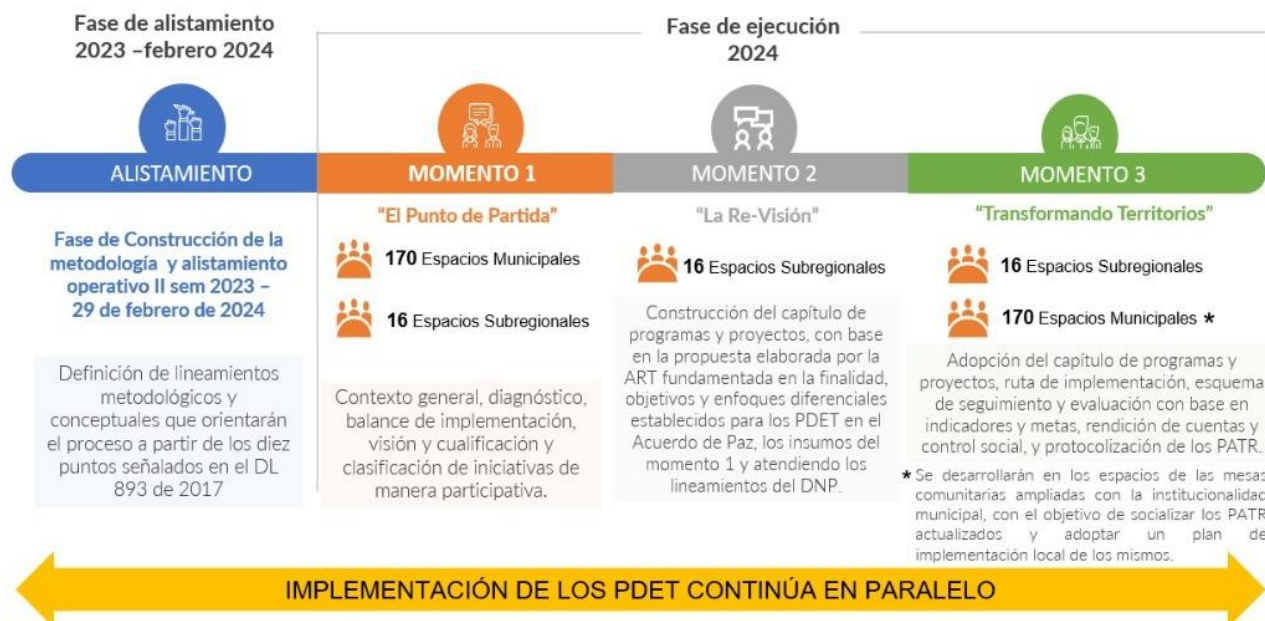 Fase de alistamiento
2023 –febrero 2024
Fase de ejecución
2024
ALISTAMIENTO
MOMENTO 1
MOMENTO 2
MOMENTO 3
Fase de Construcción de la
metodología y alistamiento
operativo II sem 2023 –
29 de febrero de 2024
Definición de lineamientos
metodológicos y
conceptuales que orientarán
el proceso a partir de los diez
puntos señalados en el DL
893 de 2017
“El Punto de Partida”
170 Espacios Municipales
16 Espacios Subregionales
Contexto general, diagnóstico,
balance de implementación,
visión y cualificación y
clasificación de iniciativas de
manera participativa.
“La Re-Visión”
16 Espacios Subregionales
Construcción del capítulo de
programas y proyectos, con base
en la propuesta elaborada por la
ART fundamentada en la finalidad,
objetivos y enfoques diferenciales
establecidos para los PDET en el
Acuerdo de Paz, los insumos del
momento 1 y atendiendo los
lineamientos del DNP.
“Transformando Territorios”
16 Espacios Subregionales
170 Espacios Municipales *
Adopción del capítulo de programas y
proyectos, ruta de implementación, esquema
de seguimiento y evaluación con base en
indicadores y metas, rendición de cuentas y
control social, y protocolización de los PATR.
* Se desarrollarán en los espacios de las mesas
comunitarias ampliadas con la institucionalidad
municipal, con el objetivo de socializar los PATR
actualizados y adoptar un plan de
implementación local de los mismos.
IMPLEMENTACIÓN DE LOS PDET CONTINÚA EN PARALELO